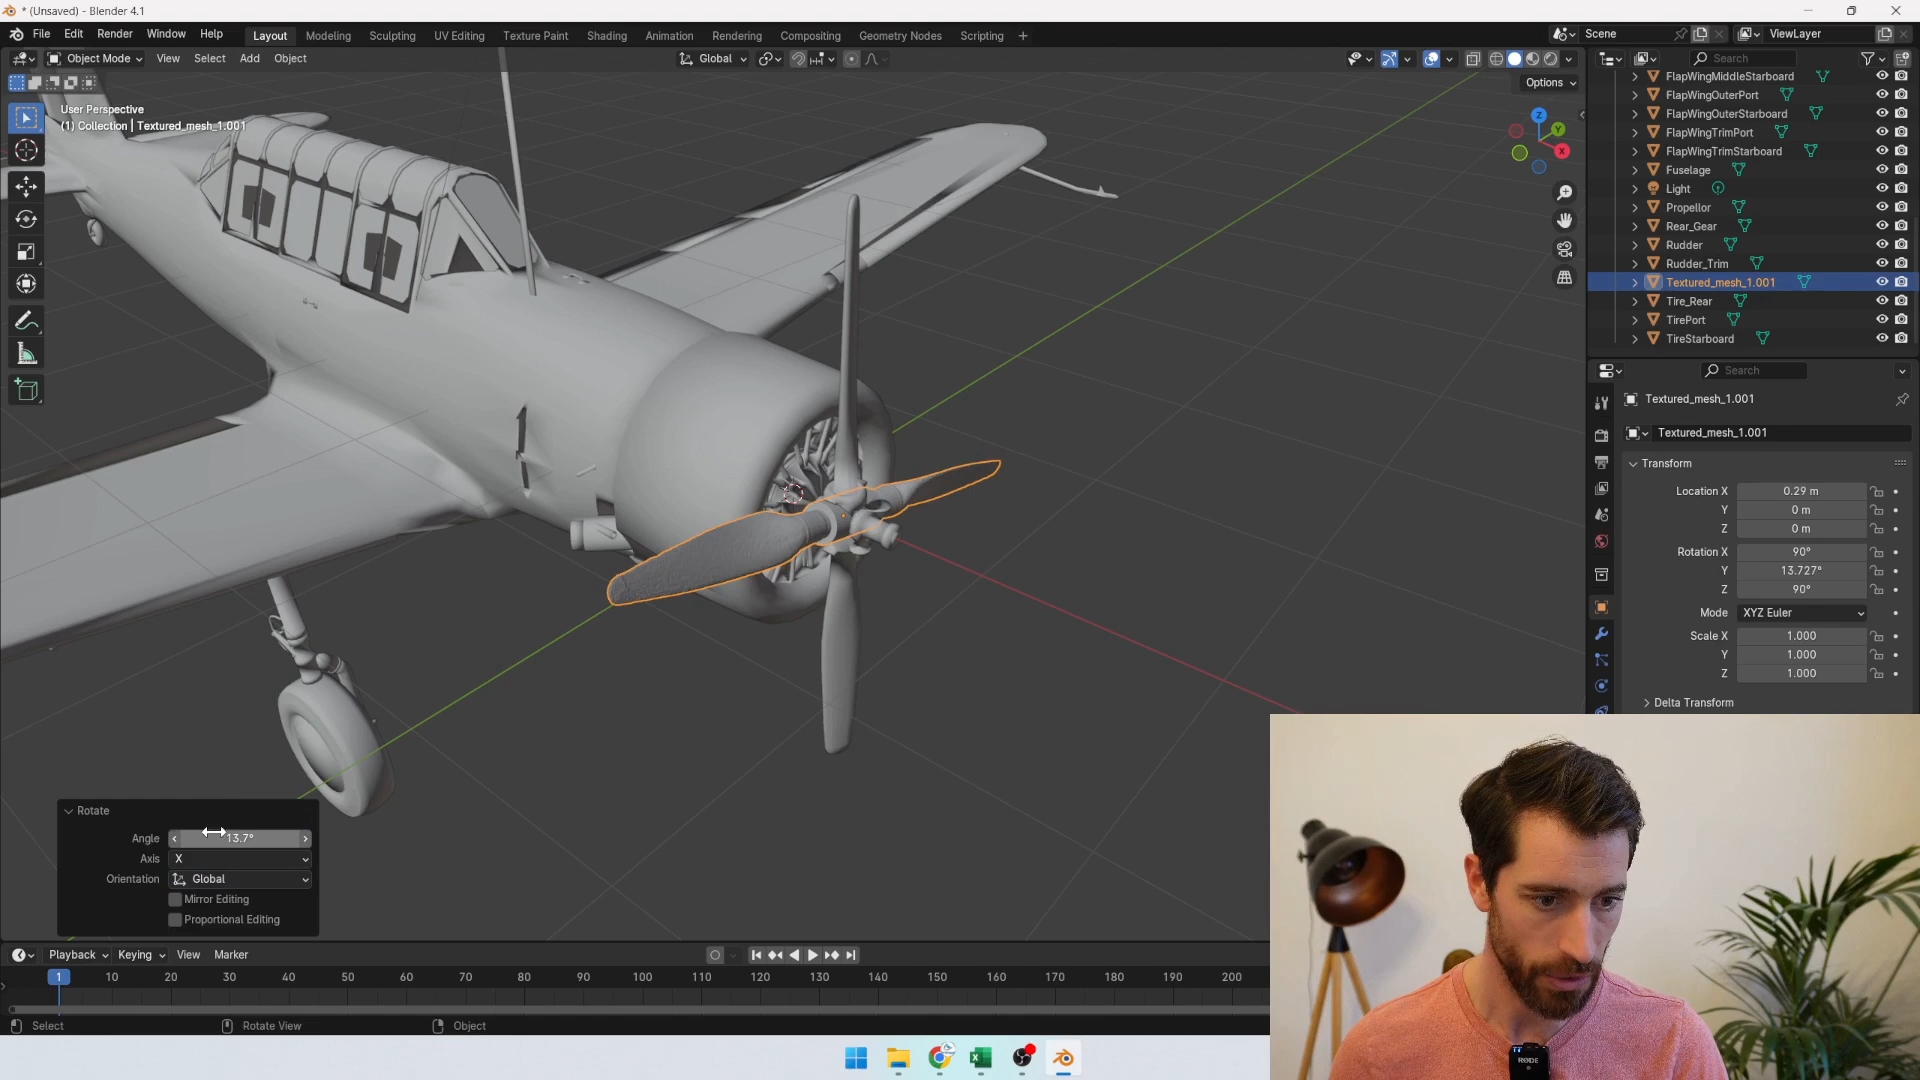 * (Unsaved) - Blender 4.1
File Edit Render Window Help Layout Modeling Sculpting UV Editing Texture Paint Shading Animation Rendering Compositing Geometry Nodes Scripting + Scene ViewLayer
Object Mode View Select Add Object Global Search
Options
User Perspective
(1) Collection | Textured_mesh_1.001
Z
Y
X
FlapWingMiddleStarboard
FlapWingOuterPort
FlapWingOuterStarboard
FlapWingTrimPort
FlapWingTrimStarboard
Fuselage
Light
Propellor
Rear_Gear
Rudder
Rudder_Trim
Textured_mesh_1.001
Tire_Rear
TirePort
TireStarboard
Search
Textured_mesh_1.001
Textured_mesh_1.001
Transform
Location X 0.29 m
Y 0 m
Z 0 m
Rotation X 90°
Y 13.727°
Z 90°
Mode XYZ Euler
Scale X 1.000
Y 1.000
Z 1.000
Delta Transform
Rotate
Angle 13.7°
Axis X
Orientation Global
Mirror Editing
Proportional Editing
Playback Keying View Marker
1 10 20 30 40 50 60 70 80 90 100 110 120 130 140 150 160 170 180 190 200
Select Rotate View Object
RØDE